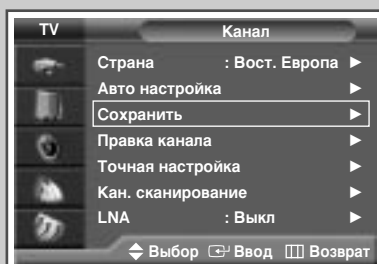 TV Канал
Страна : Вост. Европа ►
Авто настройка ►
Сохранить ►
Правка канала ►
Точная настройка ►
Кан. сканирование ►
LNA : Выкл ►
Выбор Ввод Возврат